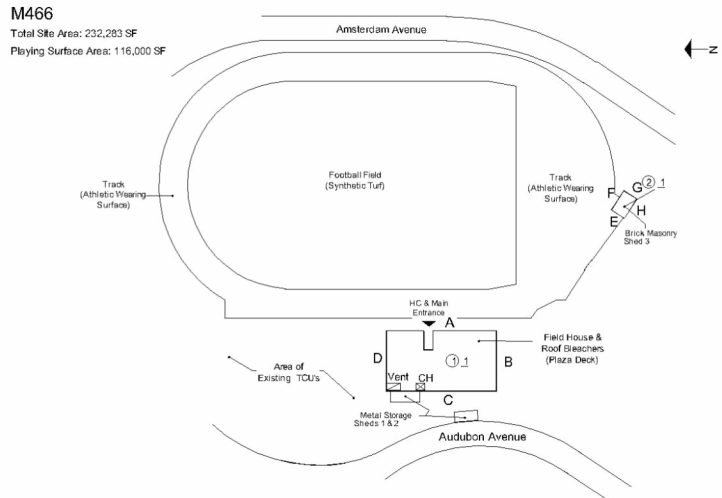 M466
Total Site Area: 232,283 SF
Playing Surface Area: 116,000 SF
Amsterdam Avenue
N
Football Field
(Synthetic Turf)
Track
(Athletic Wearing
Surface)
Track
(Athletic Wearing
Surface)
F
G
2 1
H
E
Brick Masonry
Shed 3
HC & Main
Entrance
A
Field House &
Roof Bleachers
(Plaza Deck)
D
1 1
B
Area of
Existing TCU's
Vent
CH
C
Metal Storage
Sheds 1 & 2
Audubon Avenue